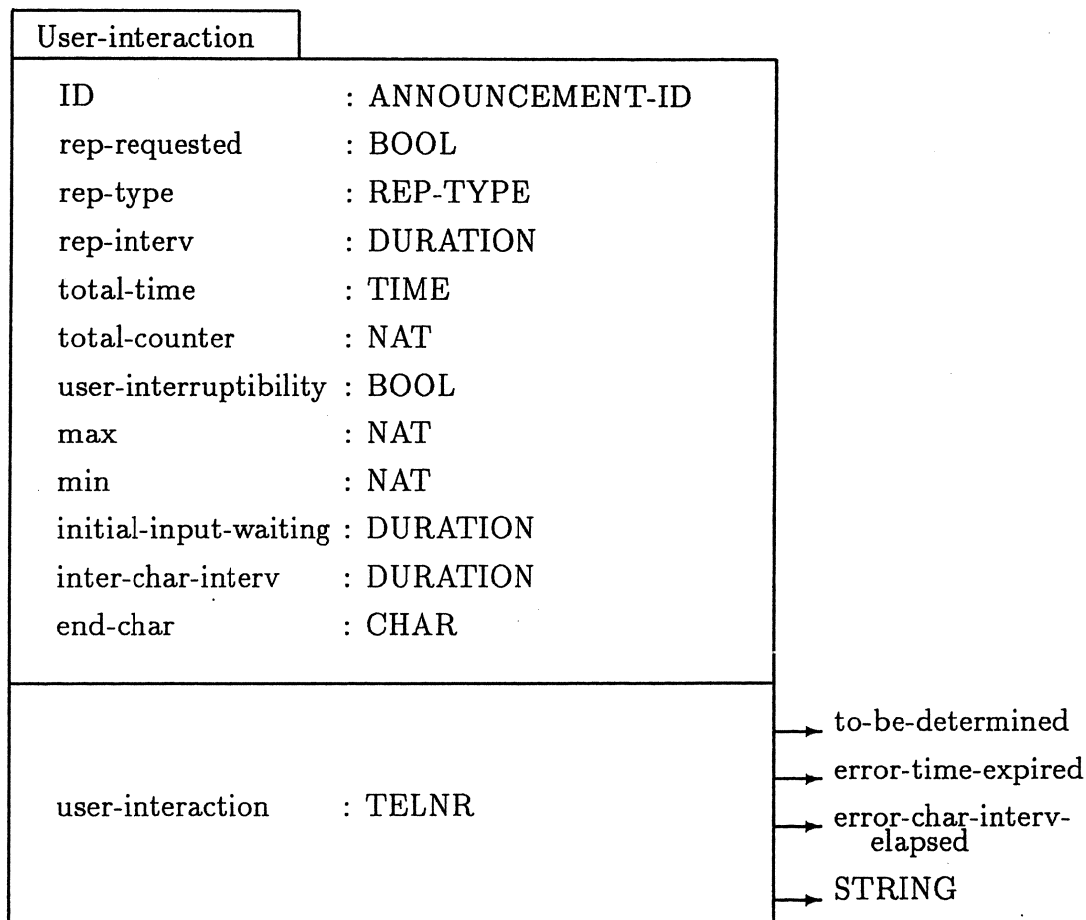 User-interaction
ID : ANNOUNCEMENT-ID
rep-requested : BOOL
rep-type : REP-TYPE
rep-interv : DURATION
total-time : TIME
total-counter : NAT
user-interruptibility : BOOL
max : NAT
min : NAT
initial-input-waiting : DURATION
inter-char-interv : DURATION
end-char : CHAR
to-be-determined
error-time-expired
user-interaction : TELNR
error-char-interv-
elapsed
STRING